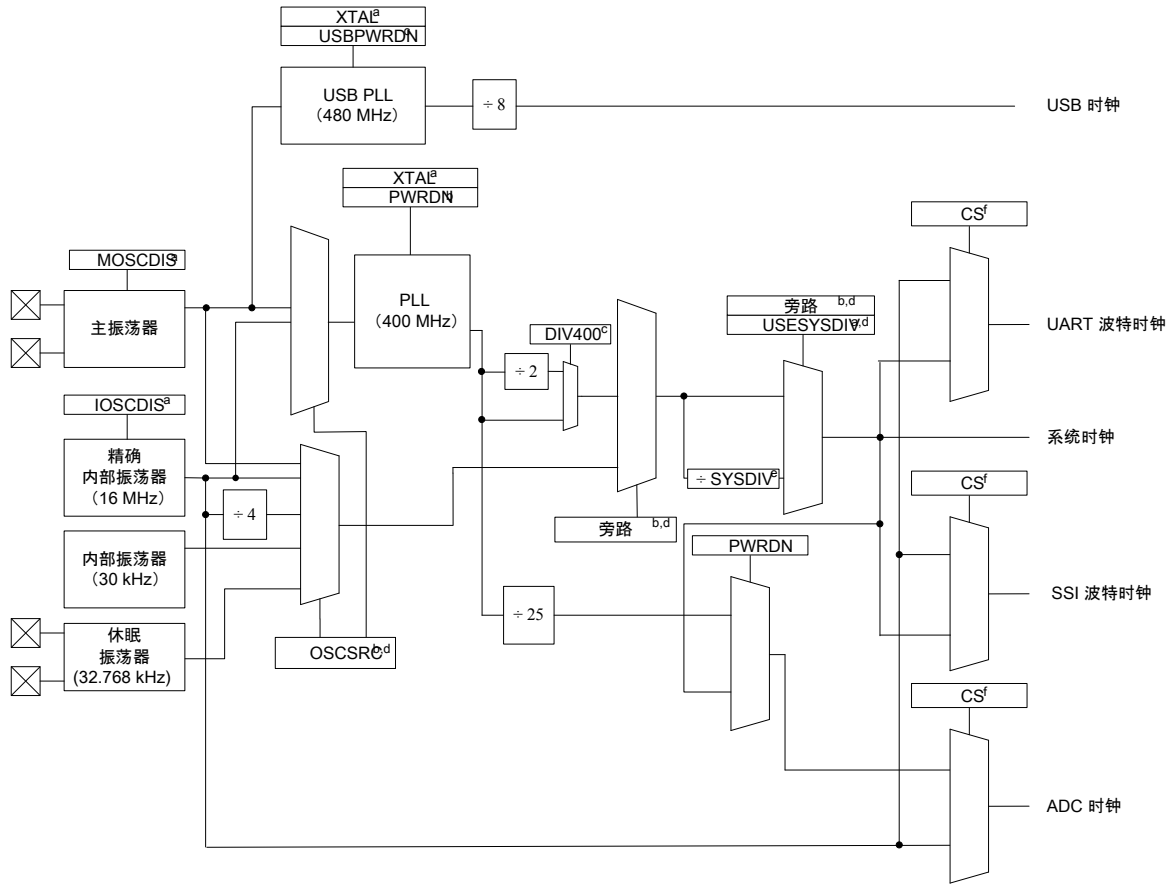 XTALa
USBPWRDNa
USB PLL
（480 MHz）
÷ 8
USB 时钟
XTALa
PWRDNb
MOSCDISa
主振荡器
PLL
（400 MHz）
DIV400c
÷ 2
旁路b,d
USESYSDIVa,d
CSf
UART 波特时钟
IOSCDISa
精确
内部振荡器
（16 MHz）
÷ 4
内部振荡器
（30 kHz）
休眠
振荡器
(32.768 kHz)
OSCSRCb,d
÷ SYSDIVe
旁路b,d
PWRDN
÷ 25
系统时钟
CSf
SSI 波特时钟
CSf
ADC 时钟